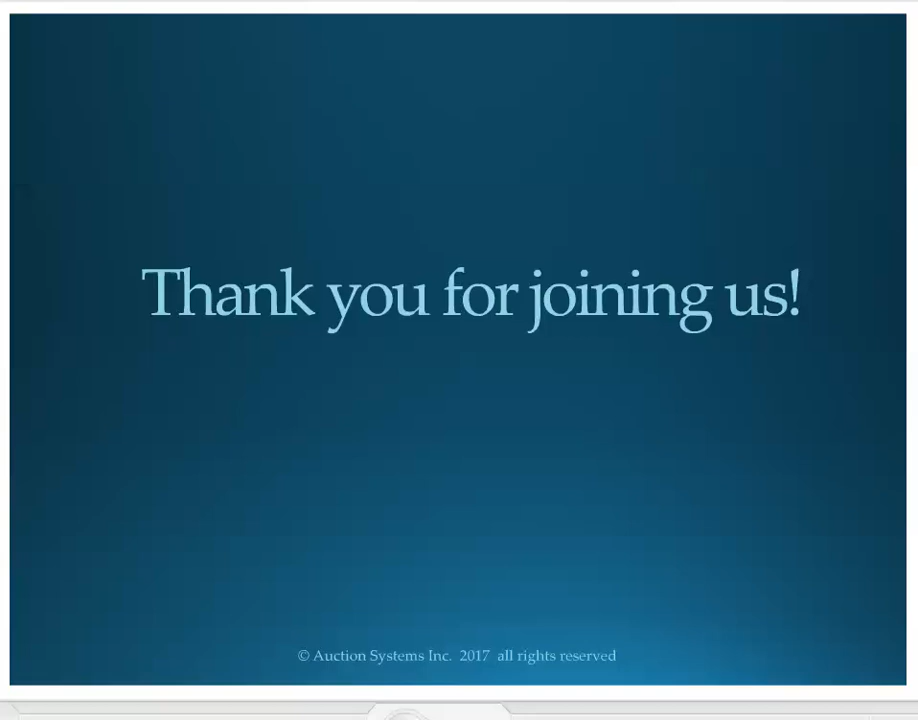 Thank you for joining us!
© Auction Systems Inc. 2017 all rights reserved